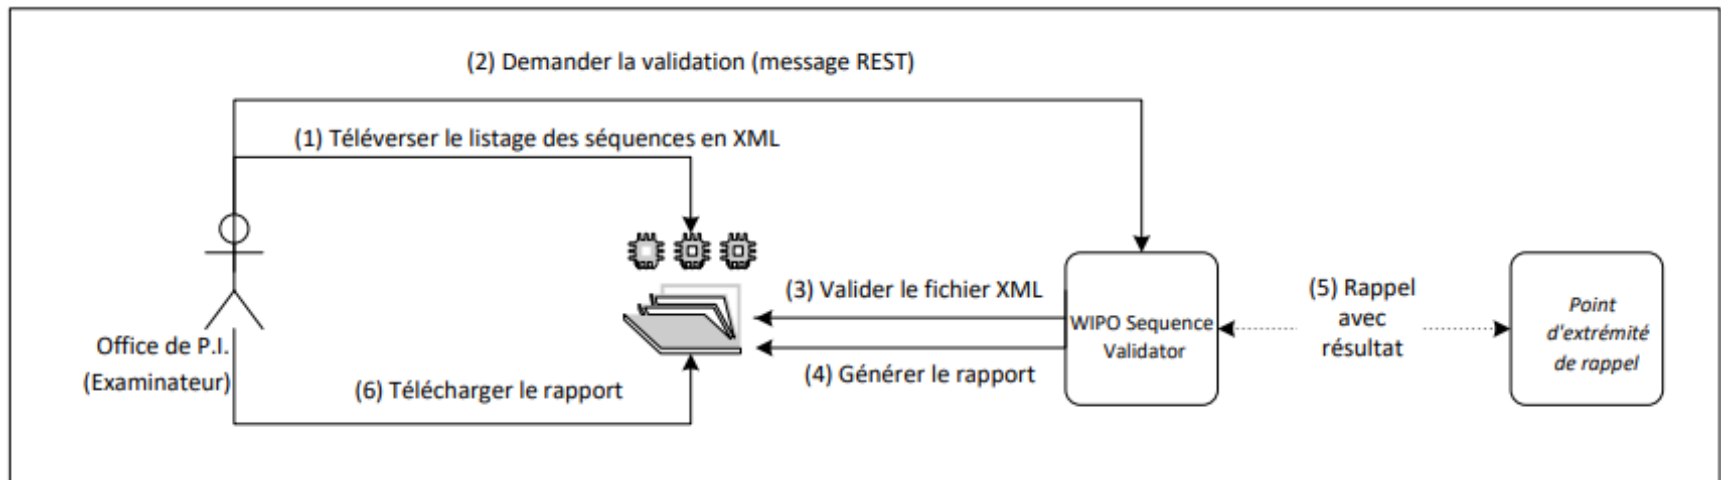 (2) Demander la validation (message REST)
(1) Téléverser le listage des séquences en XML
(3) Valider le fichier XML
(5) Rappel
avec
résultat
WIPO Sequence
Validator
Point
d'extrémité
de rappel
Office de P.I.
(Examinateur)
(4) Générer le rapport
(6) Télécharger le rapport